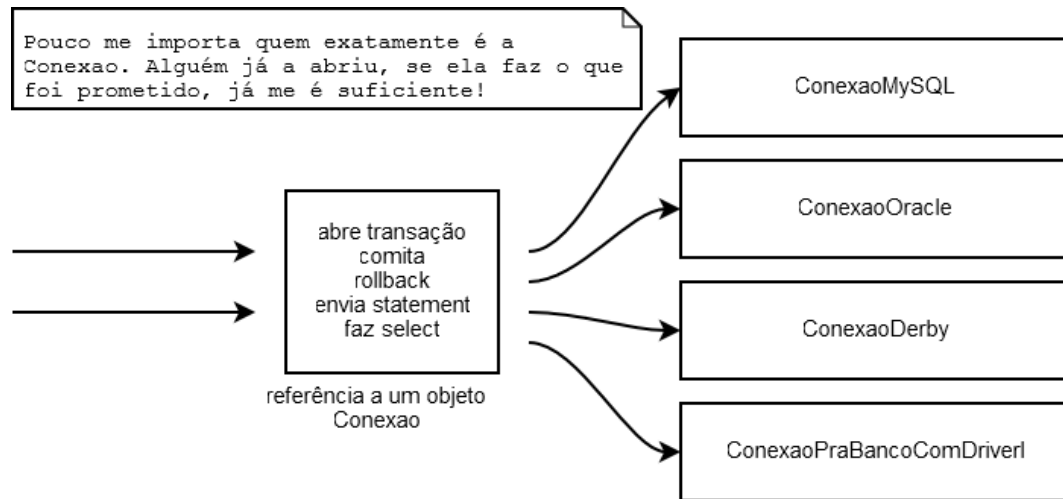 Pouco me importa quem exatamente é a
Conexao. Alguém já a abriu, se ela faz o que
foi prometido, já me é suficiente!
abre transação
comita
rollback
envia statement
faz select
referência a um objeto
Conexao
ConexaoMySQL
ConexaoOracle
ConexaoDerby
ConexaoPraBancoComDriverI